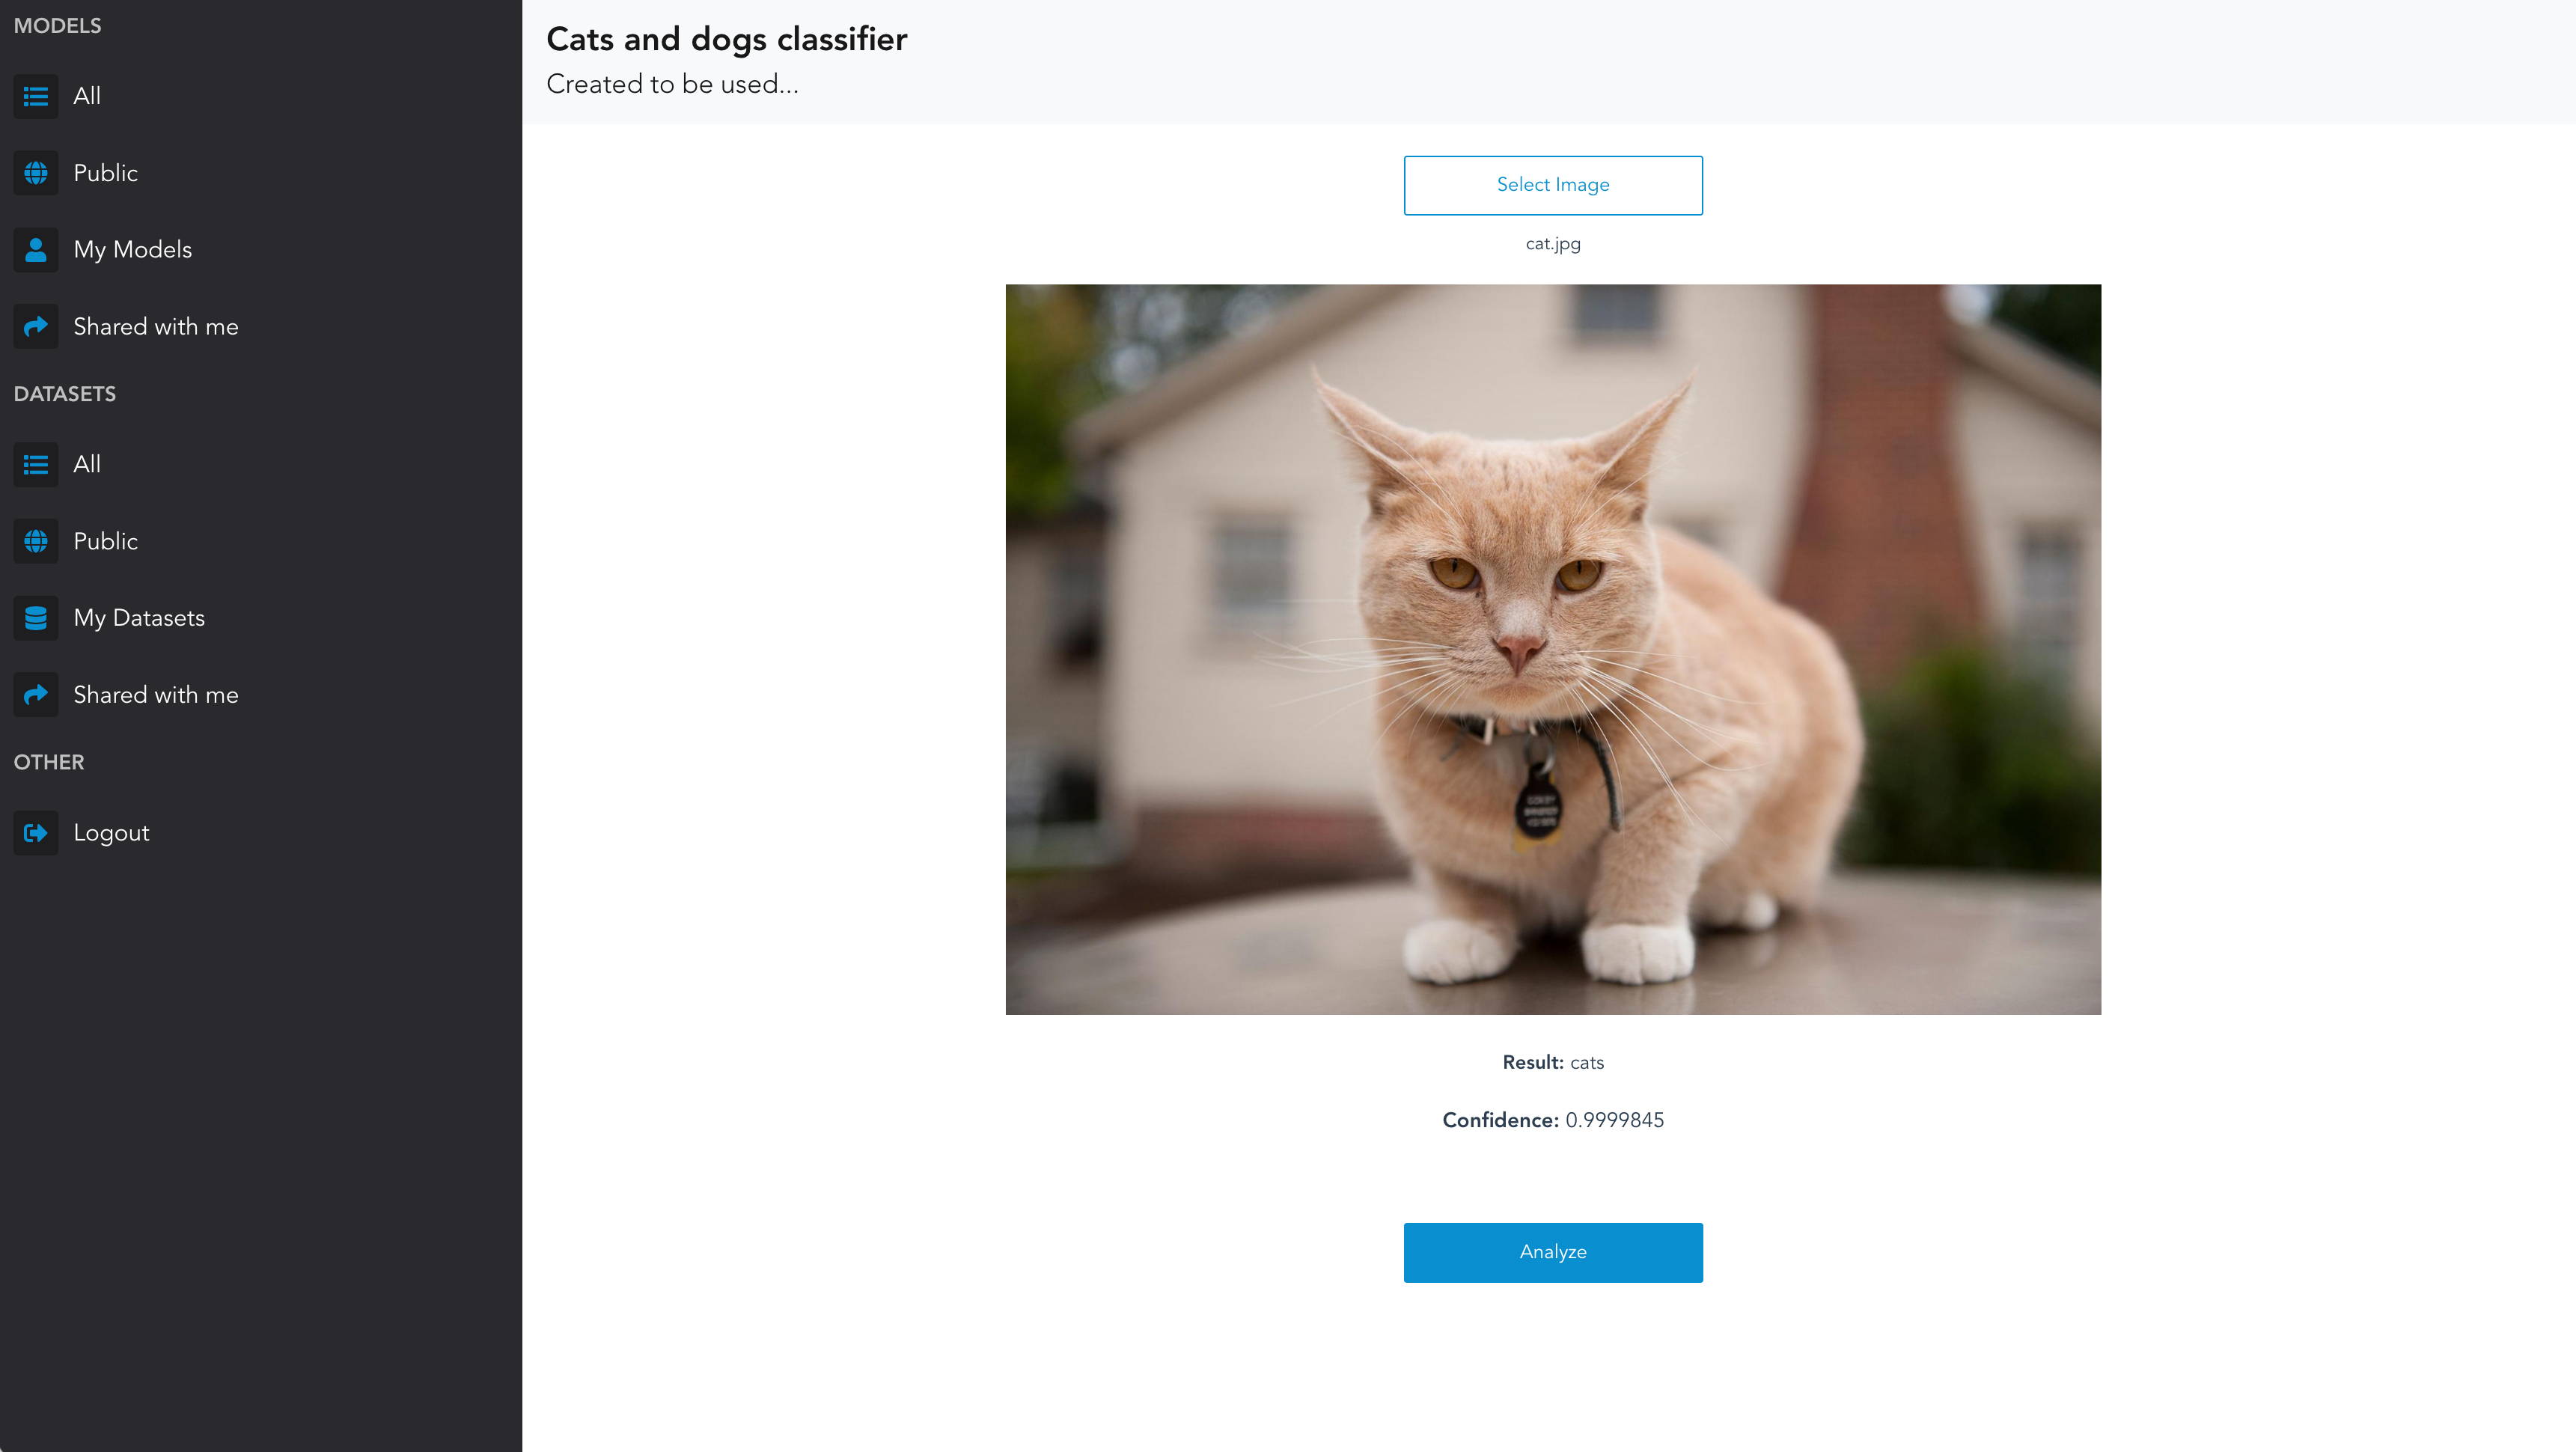 MODELS
All
Public
My Models
Shared with me
DATASETS
All
Public
My Datasets
Shared with me
OTHER
Logout
Cats and dogs classifier
Created to be used...
Select Image
cat.jpg
Result: cats
Confidence: 0.9999845
Analyze